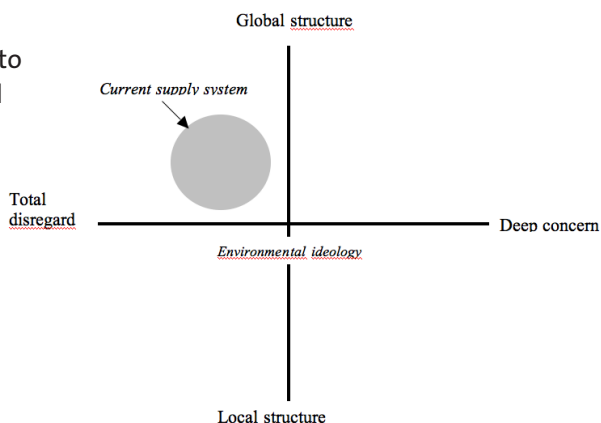 Global structure
to
Current supply system
Total
disregard
Deep concern
Environmental ideology
Local structure